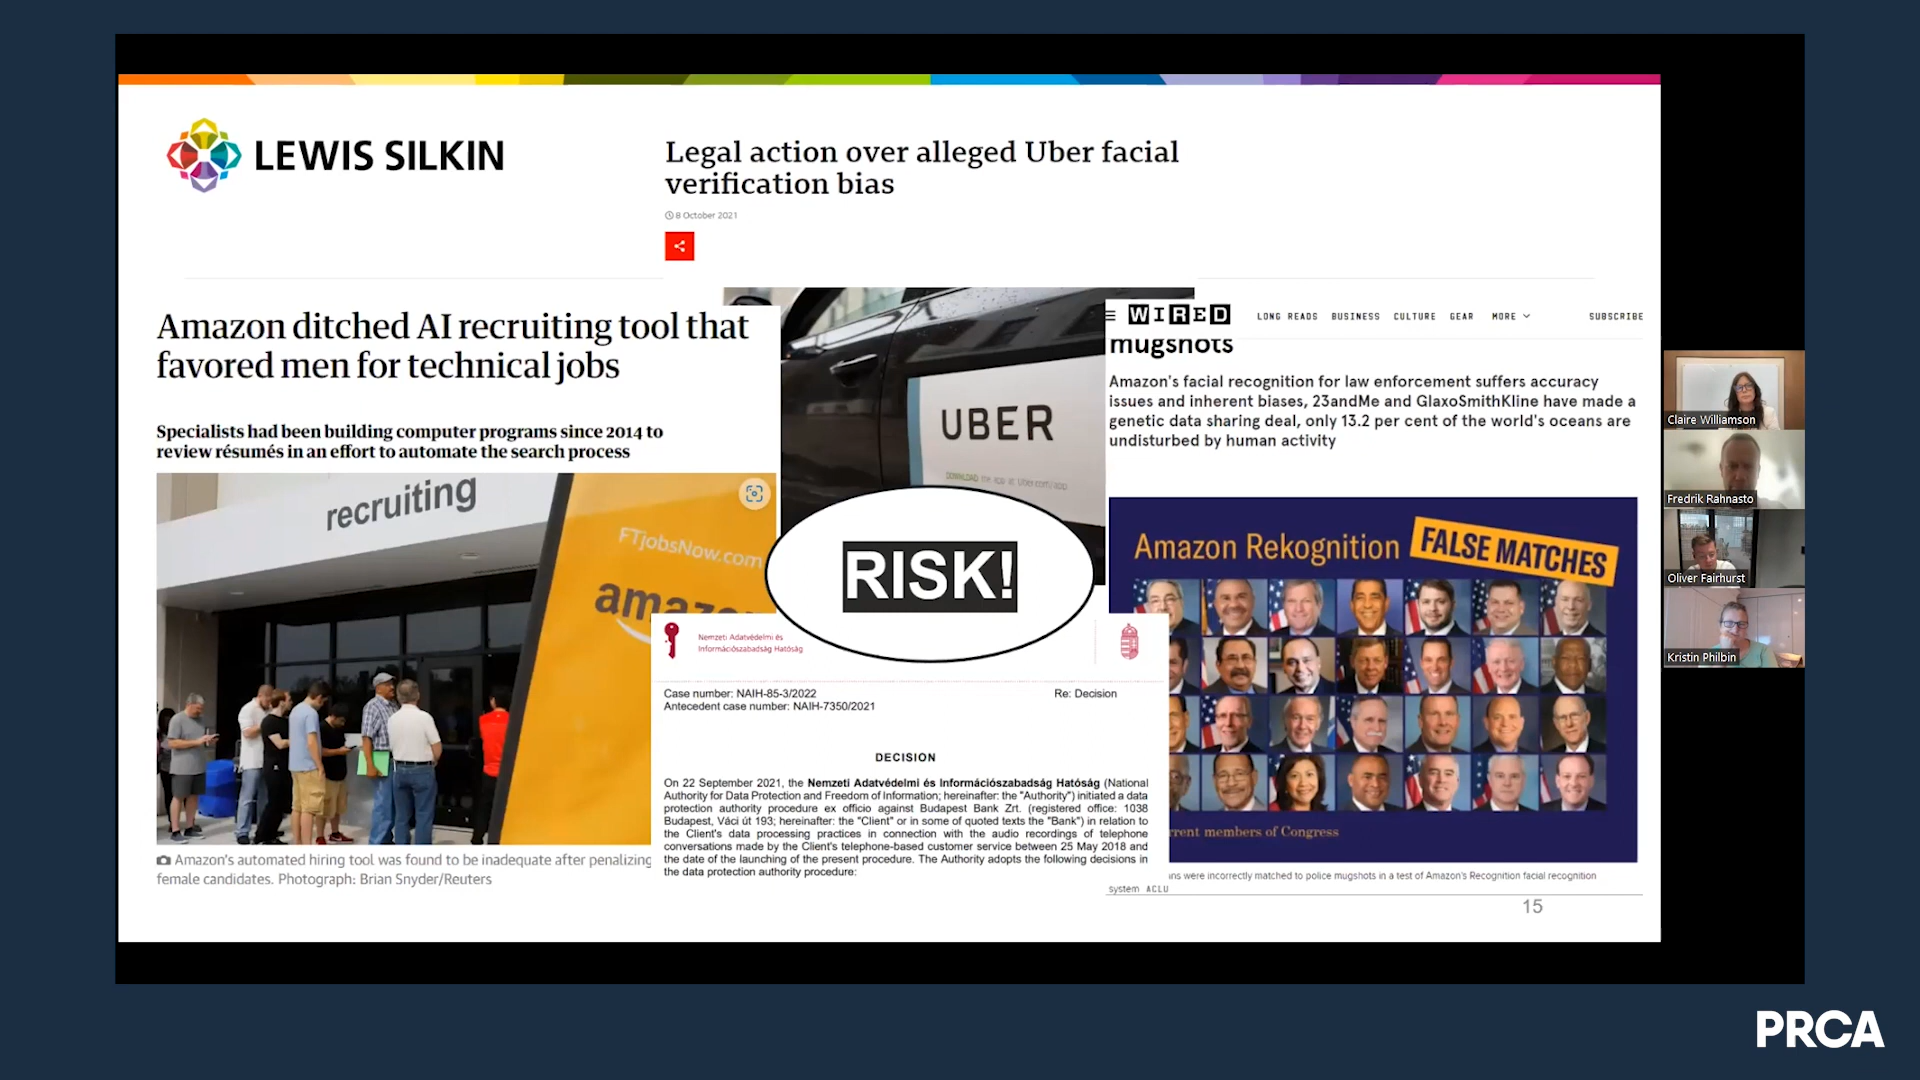 LEWIS SILKIN
Legal action over alleged Uber facial
verification bias
8 October 2021
Amazon ditched AI recruiting tool that
favored men for technical jobs
Specialists had been building computer programs since 2014 to
review résumés in an effort to automate the search process
recruiting
FTjobsNow.com
amazo
Amazon's automated hiring tool was found to be inadequate after penalizing
female candidates. Photograph: Brian Snyder/Reuters
UBER
DOWNLOAD the app at uber.com/app
RISK!
WIRED
LONG READS BUSINESS CULTURE GEAR MORE SUBSCRIBE
mugshots
Amazon's facial recognition for law enforcement suffers accuracy
issues and inherent biases, 23andMe and GlaxoSmithKline have made a
genetic data sharing deal, only 13.2 per cent of the world's oceans are
undisturbed by human activity
Amazon Rekognition FALSE MATCHES
rrent members of Congress
ns were incorrectly matched to police mugshots in a test of Amazon's Recognition facial recognition
system ACLU
Nemzeti Adatvédelmi és
Információszabadság Hatóság
Case number: NAIH-85-3/2022 Re: Decision
Antecedent case number: NAIH-7350/2021
DECISION
On 22 September 2021, the Nemzeti Adatvédelmi és Információszabadság Hatóság (National
Authority for Data Protection and Freedom of Information; hereinafter: the "Authority") initiated a data
protection authority procedure ex officio against Budapest Bank Zrt. (registered office: 1038
Budapest, Váci út 193; hereinafter: the "Client" or in some of quoted texts the "Bank") in relation to
the Client's data processing practices in connection with the audio recordings of telephone
conversations made by the Client's telephone-based customer service between 25 May 2018 and
the date of the launching of the present procedure. The Authority adopts the following decisions in
the data protection authority procedure:
15
Claire Williamson
Fredrik Rahnasto
Oliver Fairhurst
Kristin Philbin
PRCA